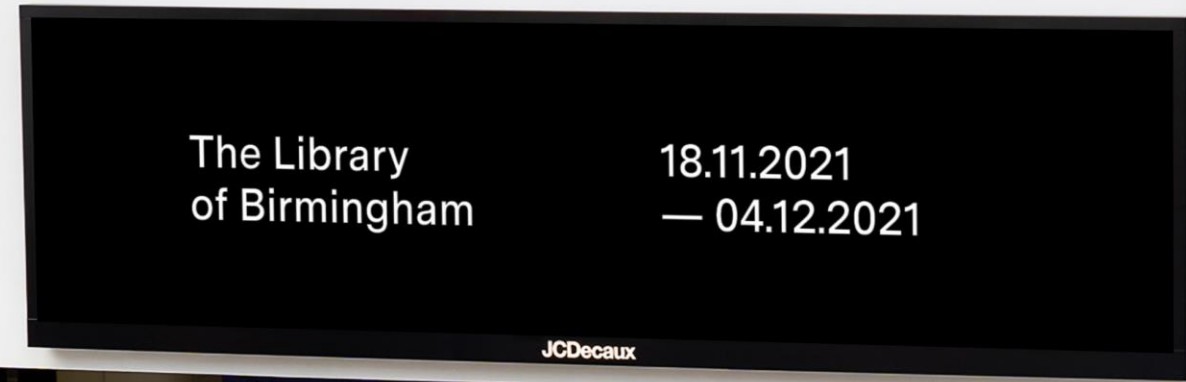 The Library
of Birmingham
18.11.2021
— 04.12.2021
JCDecaux